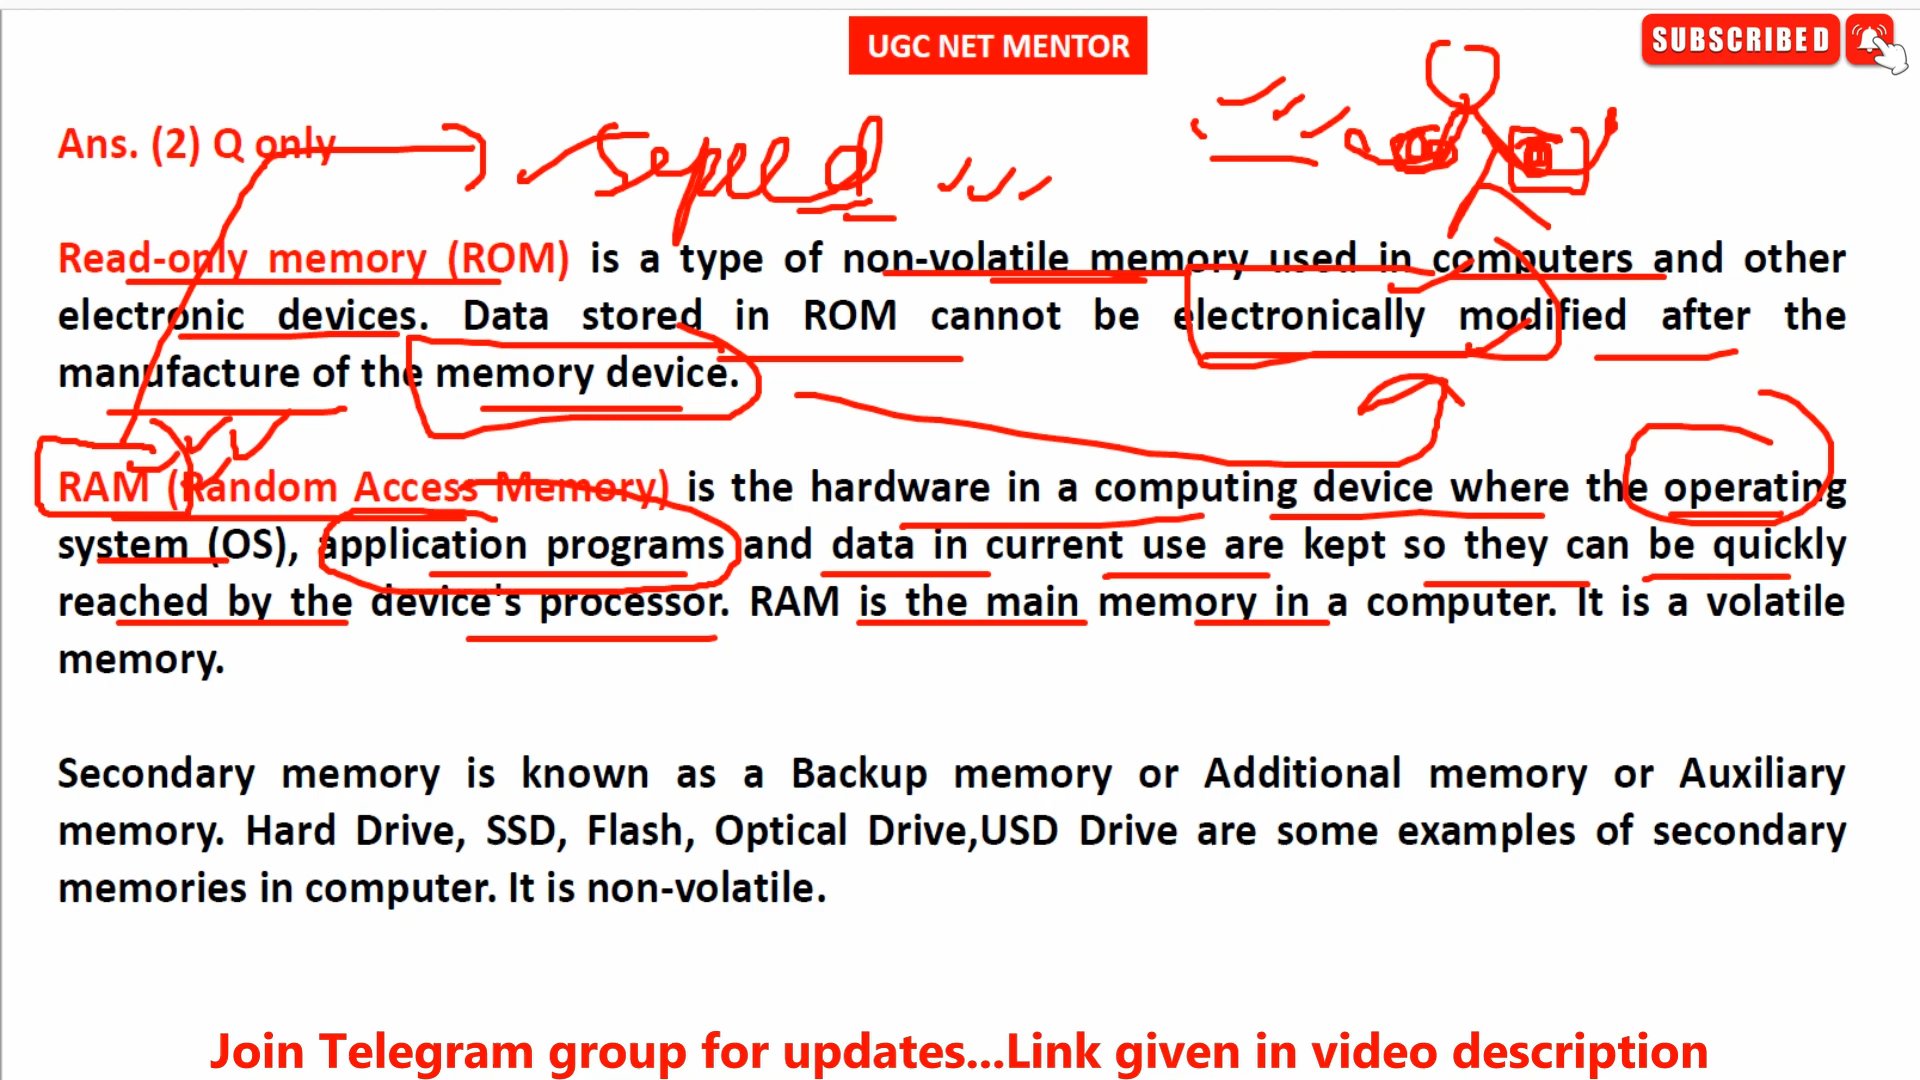 UGC NET MENTOR
SUBSCRIBED
Ans. (2) Q only
Speed
Read-only memory (ROM) is a type of non-volatile memory used in computers and other
electronic devices. Data stored in ROM cannot be electronically modified after the
manufacture of the memory device.
RAM (Random Access Memory) is the hardware in a computing device where the operating
system (OS), application programs and data in current use are kept so they can be quickly
reached by the device's processor. RAM is the main memory in a computer. It is a volatile
memory.
Secondary memory is known as a Backup memory or Additional memory or Auxiliary
memory. Hard Drive, SSD, Flash, Optical Drive,USD Drive are some examples of secondary
memories in computer. It is non-volatile.
Join Telegram group for updates...Link given in video description